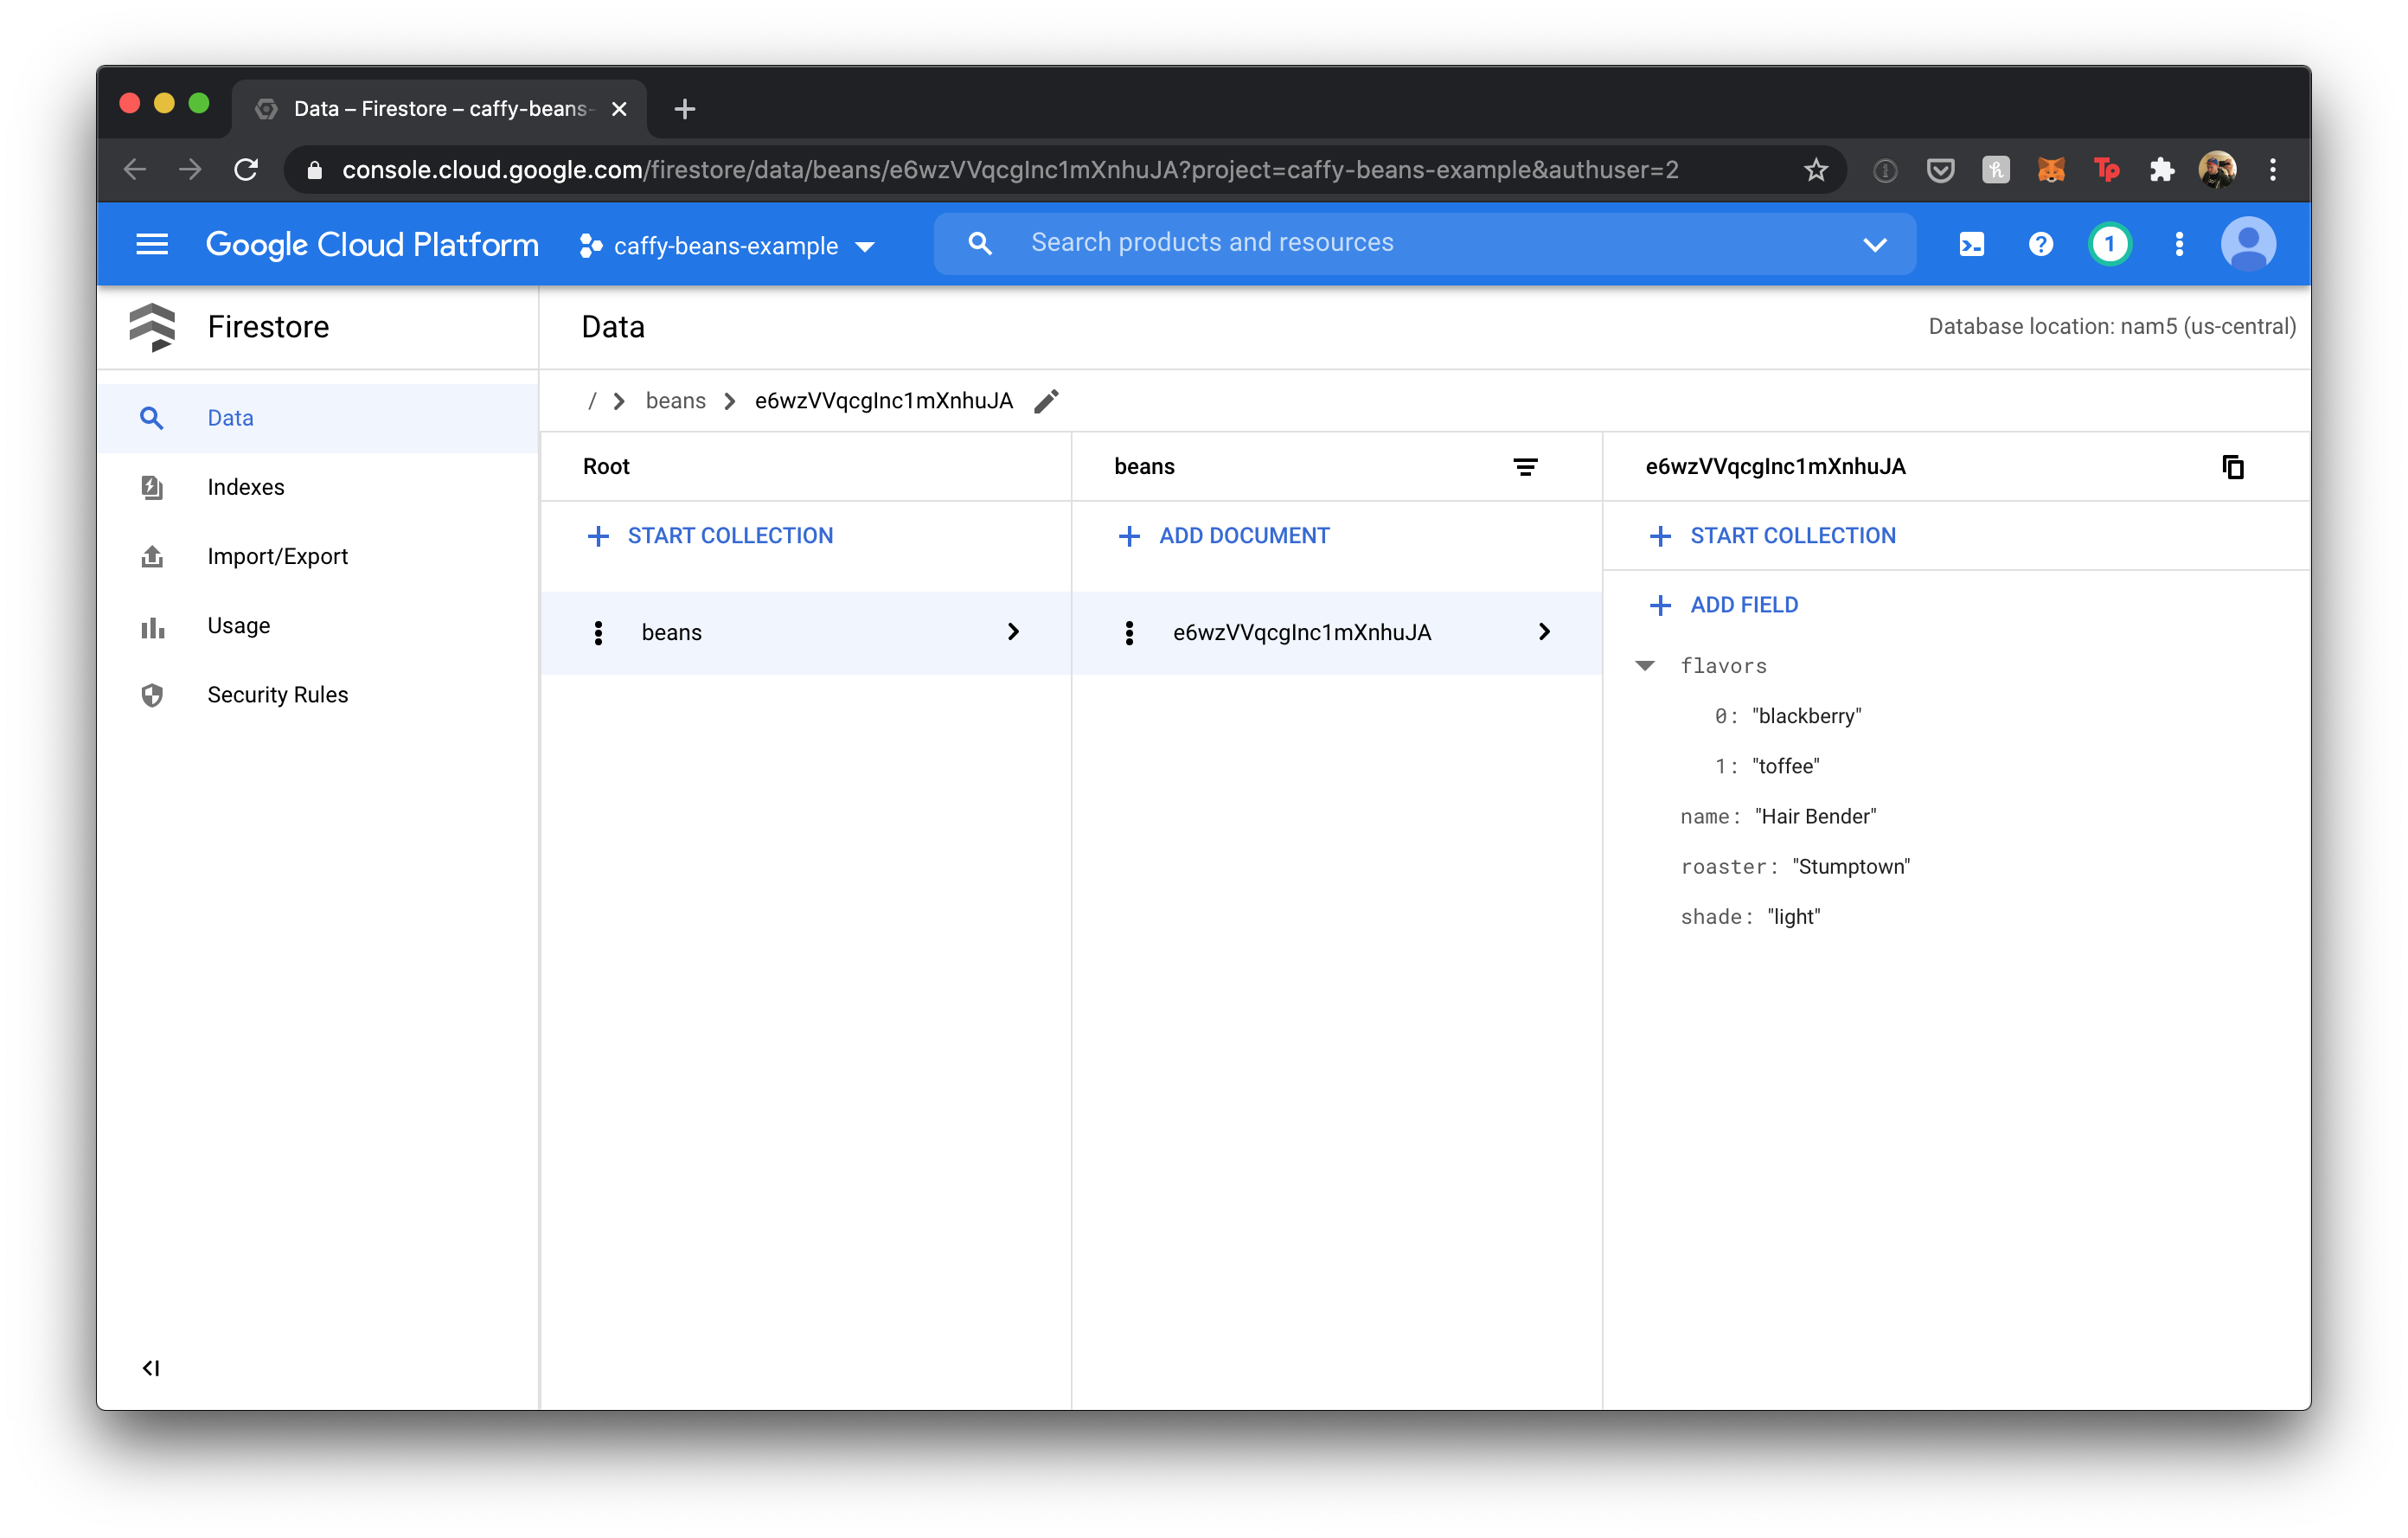 Data – Firestore – caffy-beans-
console.cloud.google.com/firestore/data/beans/e6wzVVqcgInc1mXnhuJA?project=caffy-beans-example&authuser=2
Tp
Google Cloud Platform
caffy-beans-example
Search products and resources
1
Firestore
Data
Database location: nam5 (us-central)
/ beans e6wzVVqcgInc1mXnhuJA
Data
Indexes
Import/Export
Usage
Security Rules
Root
START COLLECTION
beans
beans
ADD DOCUMENT
e6wzVVqcgInc1mXnhuJA
e6wzVVqcgInc1mXnhuJA
START COLLECTION
ADD FIELD
flavors
0: "blackberry"
1: "toffee"
name: "Hair Bender"
roaster: "Stumptown"
shade: "light"